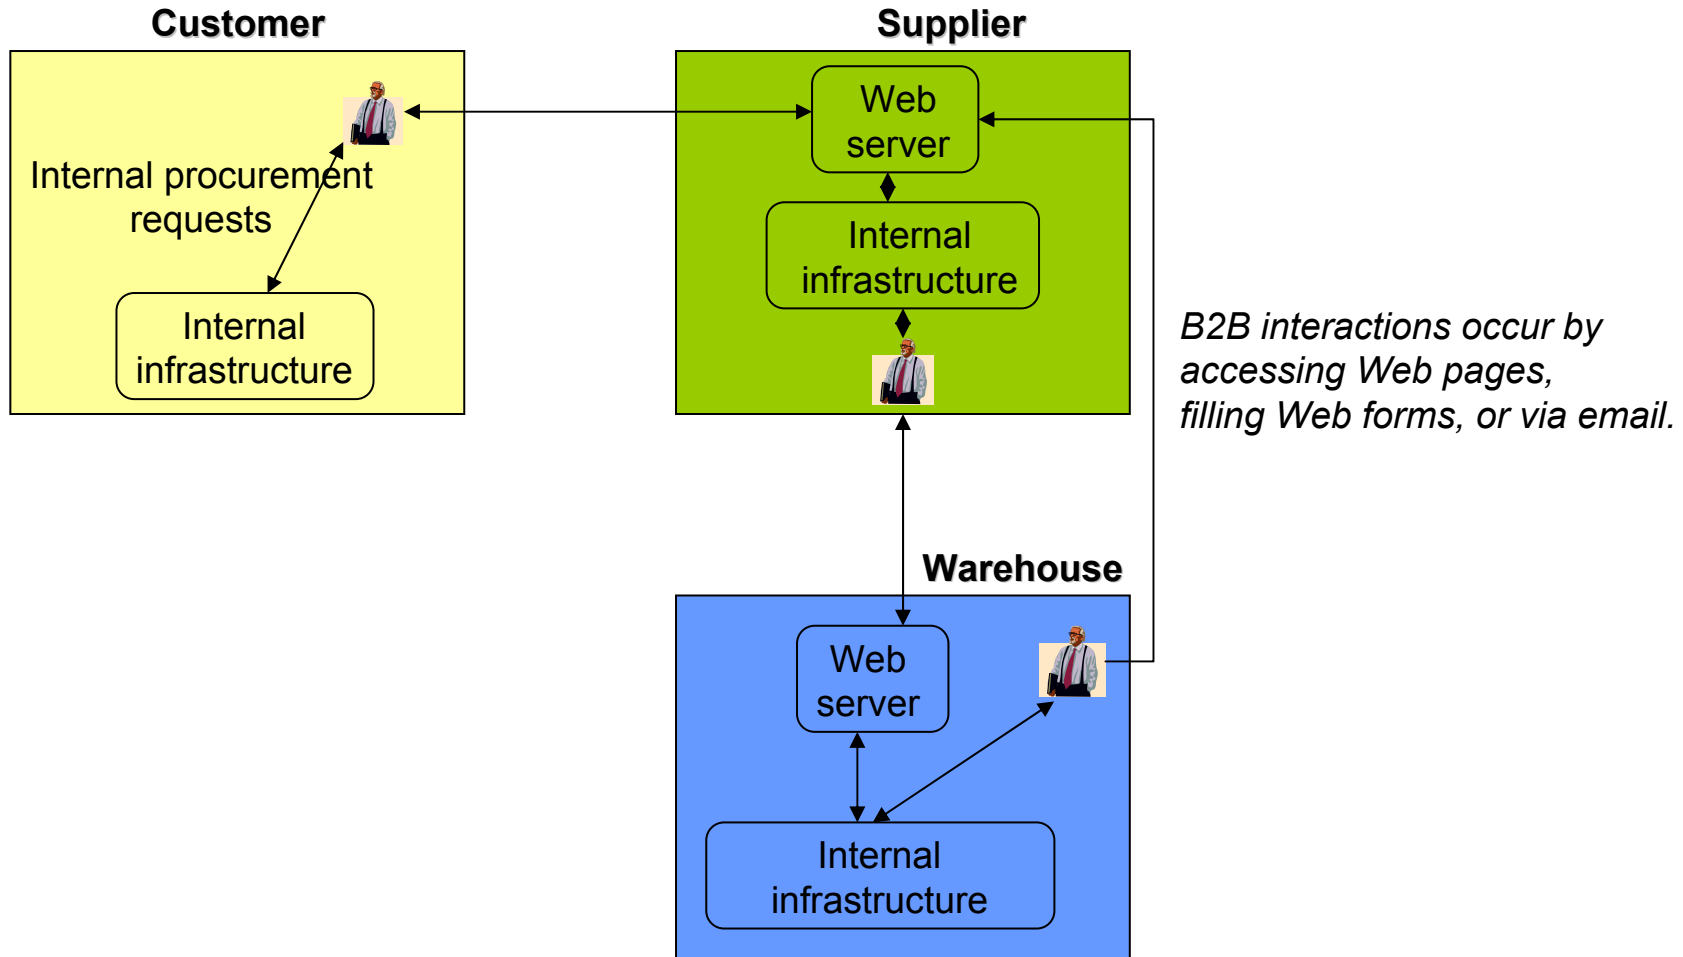 Customer
Internal procurement
requests
Internal
infrastructure
Supplier
Web
server
Internal
infrastructure
B2B interactions occur by
accessing Web pages,
filling Web forms, or via email.
Warehouse
Web
server
Internal
infrastructure